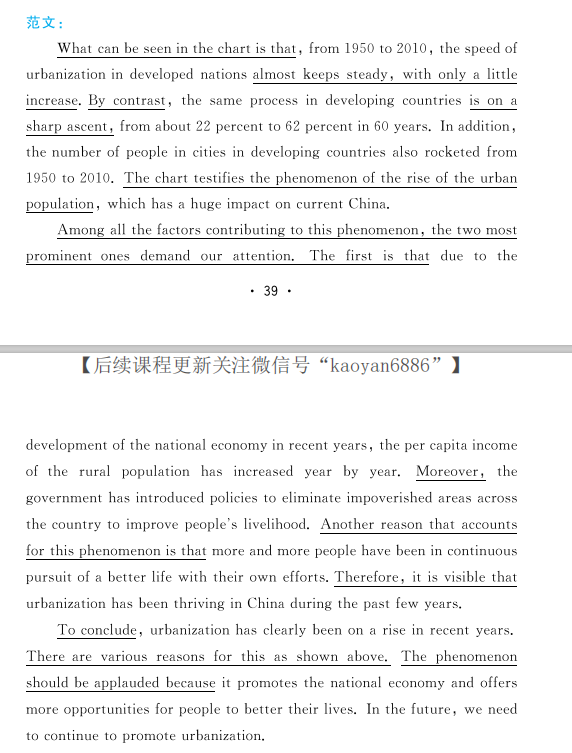 范文：
What can be seen in the chart is that, from 1950 to 2010, the speed of
urbanization in developed nations almost keeps steady, with only a little
increase. By contrast, the same process in developing countries is on a
sharp ascent, from about 22 percent to 62 percent in 60 years. In addition,
the number of people in cities in developing countries also rocketed from
1950 to 2010. The chart testifies the phenomenon of the rise of the urban
population, which has a huge impact on current China.
Among all the factors contributing to this phenomenon, the two most
prominent ones demand our attention. The first is that due to the
· 39 ·
【后续课程更新关注微信号“kaoyan6886”】
development of the national economy in recent years, the per capita income
of the rural population has increased year by year. Moreover, the
government has introduced policies to eliminate impoverished areas across
the country to improve people's livelihood. Another reason that accounts
for this phenomenon is that more and more people have been in continuous
pursuit of a better life with their own efforts. Therefore, it is visible that
urbanization has been thriving in China during the past few years.
To conclude, urbanization has clearly been on a rise in recent years.
There are various reasons for this as shown above. The phenomenon
should be applauded because it promotes the national economy and offers
more opportunities for people to better their lives. In the future, we need
to continue to promote urbanization.